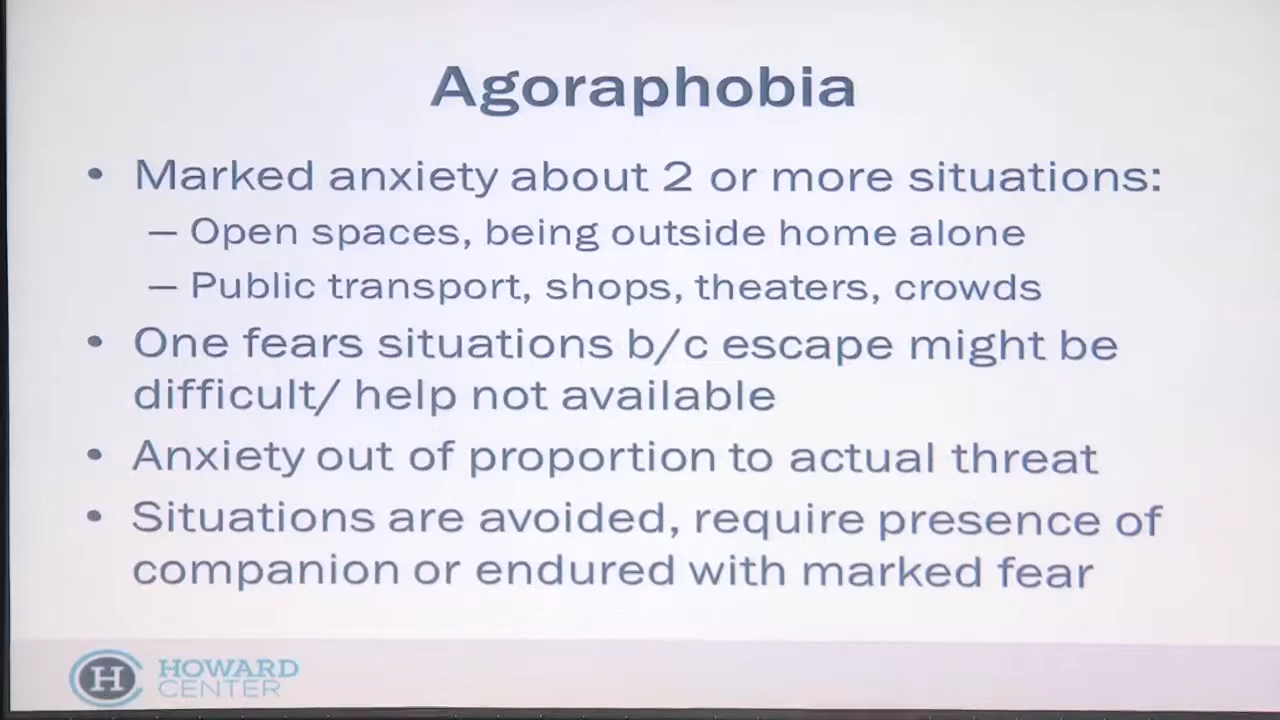 Agoraphobia
• Marked anxiety about 2 or more situations:
– Open spaces, being outside home alone
– Public transport, shops, theaters, crowds
• One fears situations b/c escape might be
difficult/ help not available
• Anxiety out of proportion to actual threat
• Situations are avoided, require presence of
companion or endured with marked fear
H HOWARD
CENTER